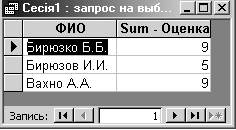 Сесія1 : запрос на выб...
ФИО Sum - Оценка
Бирюзко Б.Б. 9
Бирюзов И.И. 5
Вахно А.А. 9
Запись: 1